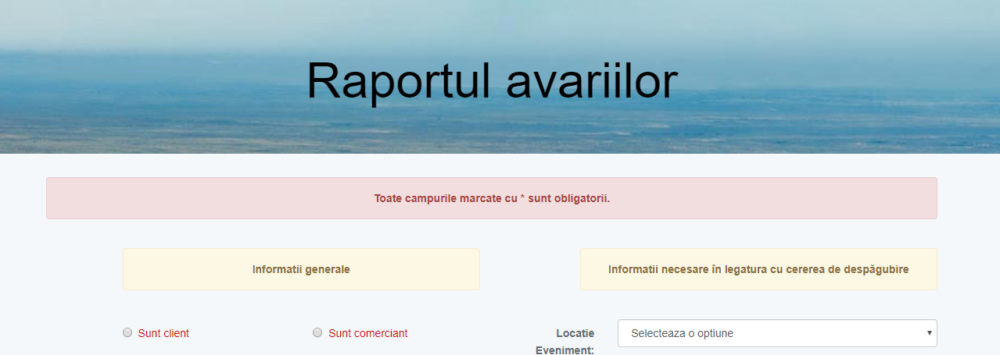 Raportul avariilor
Toate campurile marcate cu * sunt obligatorii.
Informatii generale
Informatii necesare în legatura cu cererea de despăgubire
Sunt client
Sunt comerciant
Locatie
Eveniment:
Selecteaza o optiune